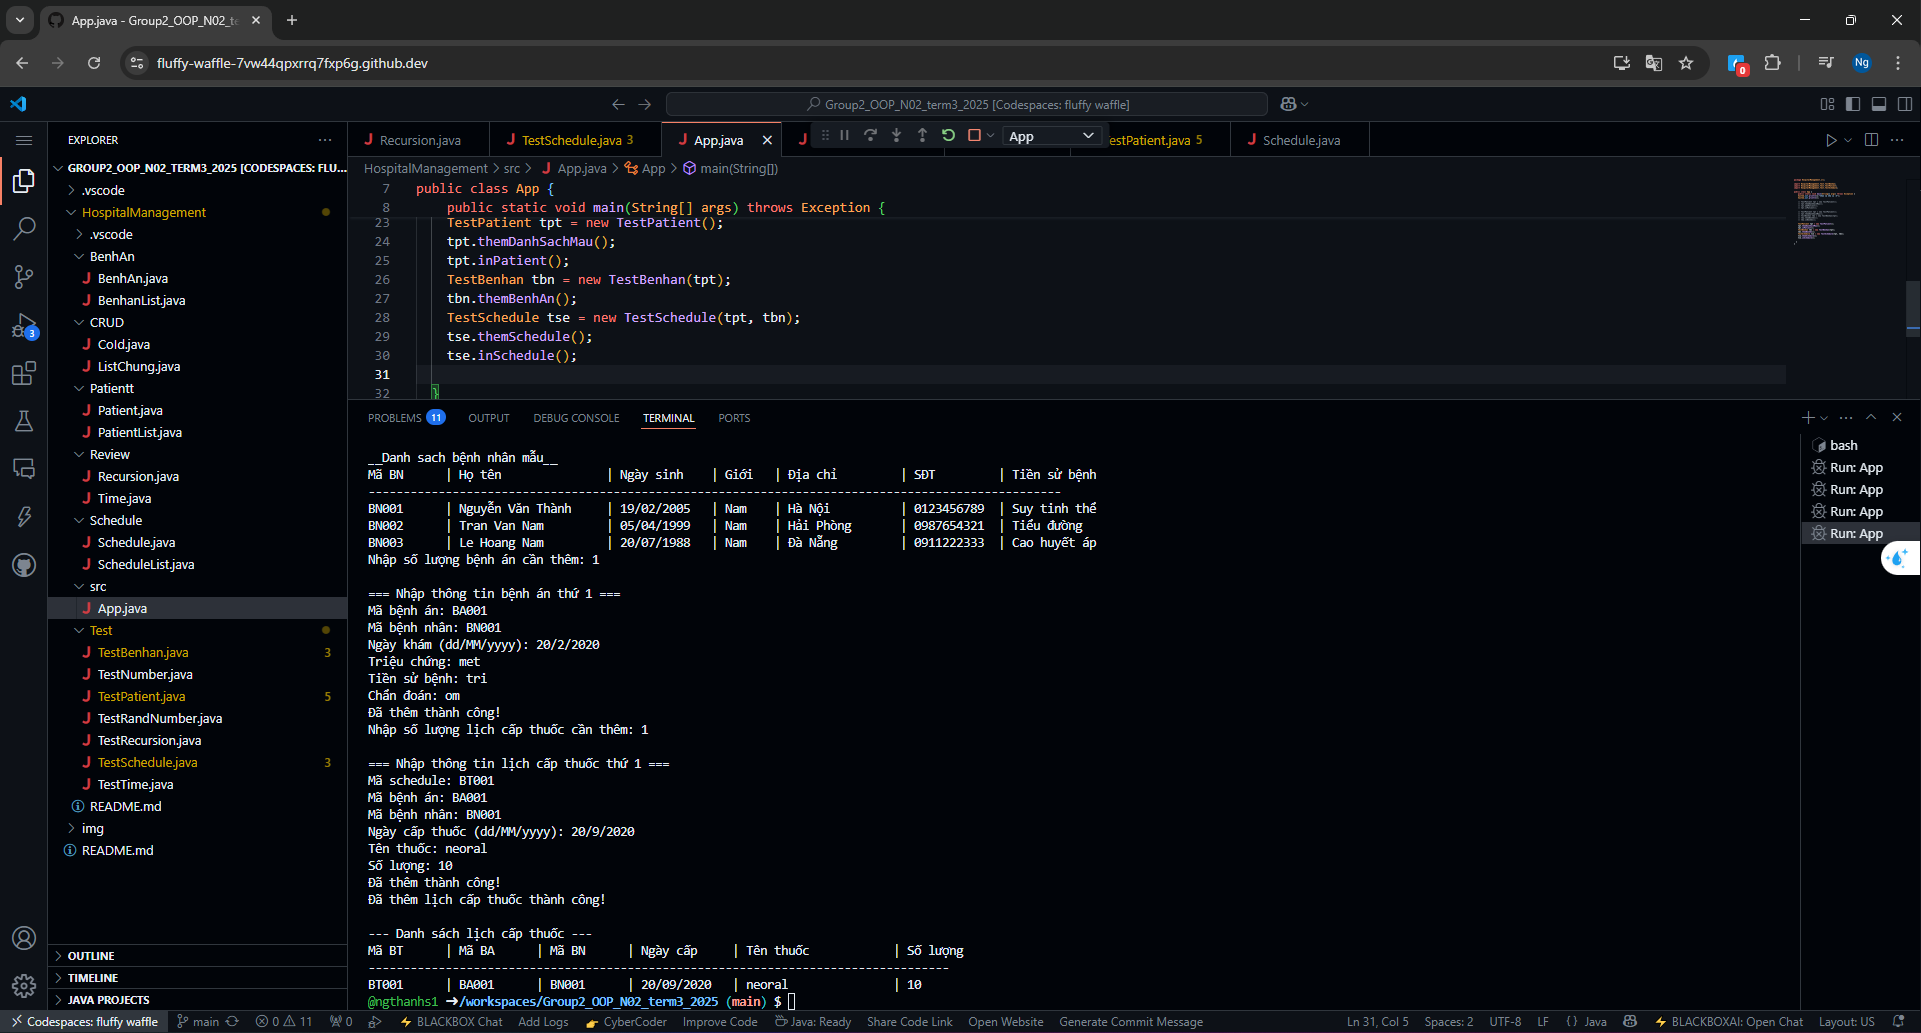 App.java - Group2_OOP_N02_te
fluffy-waffle-7vw44qpxrrq7fxp6g.github.dev
0
Ng
Group2_OOP_N02_term3_2025 [Codespaces: fluffy waffle]
EXPLORER
GROUP2_OOP_N02_TERM3_2025 [CODESPACES: FLU...
.vscode
HospitalManagement
.vscode
BenhAn
BenhAn.java
BenhanList.java
CRUD
Cold.java
ListChung.java
Patientt
Patient.java
PatientList.java
Review
Recursion.java
Time.java
Schedule
Schedule.java
ScheduleList.java
src
App.java
Test
TestBenhan.java 3
TestNumber.java
TestPatient.java 5
TestRandNumber.java
TestRecursion.java
TestSchedule.java 3
TestTime.java
README.md
img
README.md
OUTLINE
TIMELINE
JAVA PROJECTS
3
Recursion.java
TestSchedule.java 3
App.java
App
estPatient.java 5
Schedule.java
HospitalManagement > src > App.java > App > main(String[])
7 public class App {
8 public static void main(String[] args) throws Exception {
23 TestPatient tpt = new TestPatient();
24 tpt.themDanhSachMau();
25 tpt.inPatient();
26 TestBenhan tbn = new TestBenhan(tpt);
27 tbn.themBenhAn();
28 TestSchedule tse = new TestSchedule(tpt, tbn);
29 tse.themSchedule();
30 tse.inSchedule();
31
32 }
PROBLEMS 11 OUTPUT DEBUG CONSOLE TERMINAL PORTS
__Danh sach bệnh nhân mẫu__
Mã BN | Họ tên | Ngày sinh | Giới | Địa chỉ | SĐT | Tiền sử bệnh
---------------------------------------------------------------------------------------------------
BN001 | Nguyễn Văn Thành | 19/02/2005 | Nam | Hà Nội | 0123456789 | Suy tinh thể
BN002 | Tran Van Nam | 05/04/1999 | Nam | Hải Phòng | 0987654321 | Tiểu đường
BN003 | Le Hoang Nam | 20/07/1988 | Nam | Đà Nẵng | 0911222333 | Cao huyết áp
Nhập số lượng bệnh án cần thêm: 1
=== Nhập thông tin bệnh án thứ 1 ===
Mã bệnh án: BA001
Mã bệnh nhân: BN001
Ngày khám (dd/MM/yyyy): 20/2/2020
Triệu chứng: met
Tiền sử bệnh: tri
Chẩn đoán: om
Đã thêm thành công!
Nhập số lượng lịch cấp thuốc cần thêm: 1
=== Nhập thông tin lịch cấp thuốc thứ 1 ===
Mã schedule: BT001
Mã bệnh án: BA001
Mã bệnh nhân: BN001
Ngày cấp thuốc (dd/MM/yyyy): 20/9/2020
Tên thuốc: neoral
Số lượng: 10
Đã thêm thành công!
Đã thêm lịch cấp thuốc thành công!
--- Danh sách lịch cấp thuốc ---
Mã BT | Mã BA | Mã BN | Ngày cấp | Tên thuốc | Số lượng
-----------------------------------------------------------------------------------
BT001 | BA001 | BN001 | 20/09/2020 | neoral | 10
@ngthanhs1 ➜/workspaces/Group2_OOP_N02_term3_2025 (main) $
bash
Run: App
Run: App
Run: App
Run: App
Codespaces: fluffy waffle main 0 11 0 BLACKBOX Chat Add Logs CyberCoder Improve Code Java: Ready Share Code Link Open Website Generate Commit Message Ln 31, Col 5 Spaces: 2 UTF-8 LF {} Java BLACKBOXAI: Open Chat Layout: US